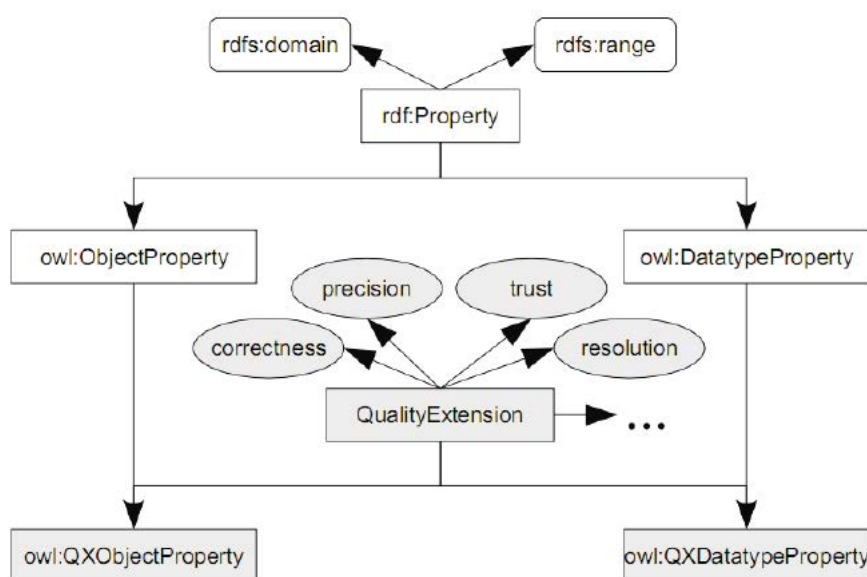 rdfs:domain
rdfs:range
rdf:Property
owl:ObjectProperty
owl:DatatypeProperty
precision
trust
correctness
resolution
QualityExtension
...
owl:QXObjectProperty
owl:QXDatatypeProperty